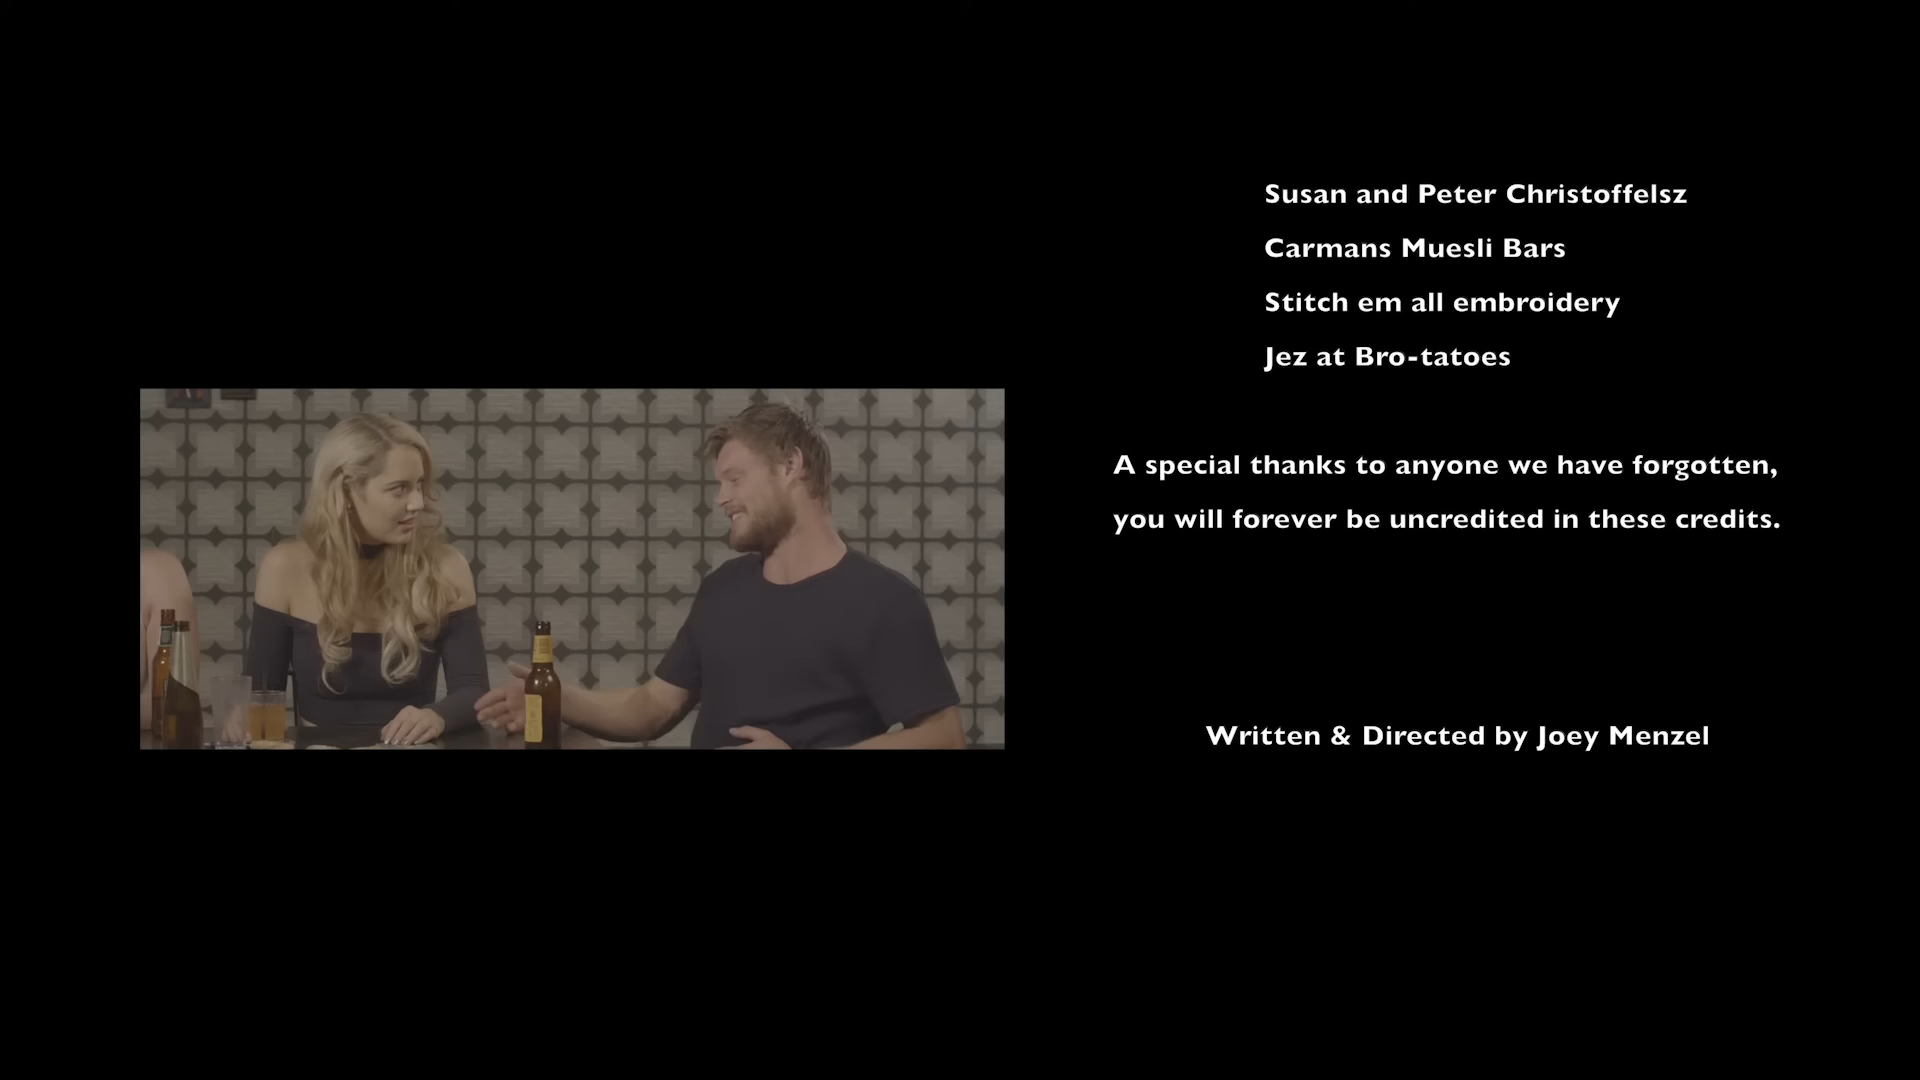 Susan and Peter Christoffelsz
Carmans Muesli Bars
Stitch em all embroidery
Jez at Bro-tatoes
A special thanks to anyone we have forgotten,
you will forever be uncredited in these credits.
Written & Directed by Joey Menzel